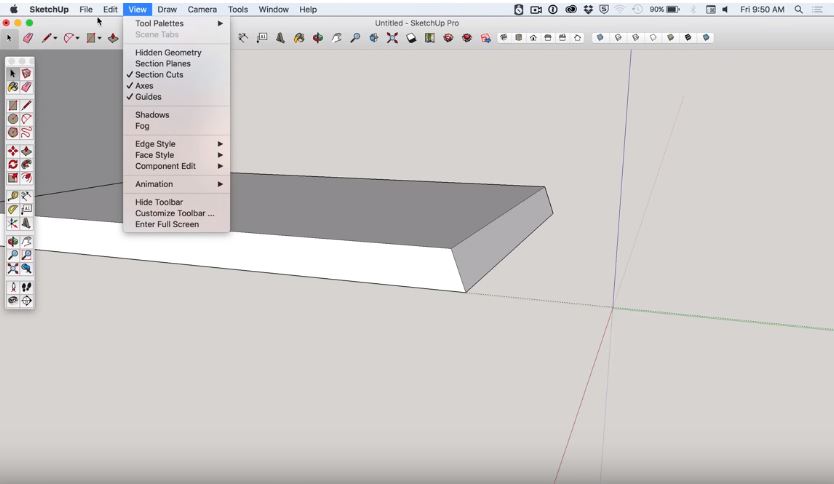 SketchUp File Edit View Draw Camera Tools Window Help 90% Fri 9:50 AM
Untitled - SketchUp Pro
Tool Palettes
Scene Tabs
Hidden Geometry
Section Planes
Section Cuts
Axes
Guides
Shadows
Fog
Edge Style
Face Style
Component Edit
Animation
Hide Toolbar
Customize Toolbar ...
Enter Full Screen